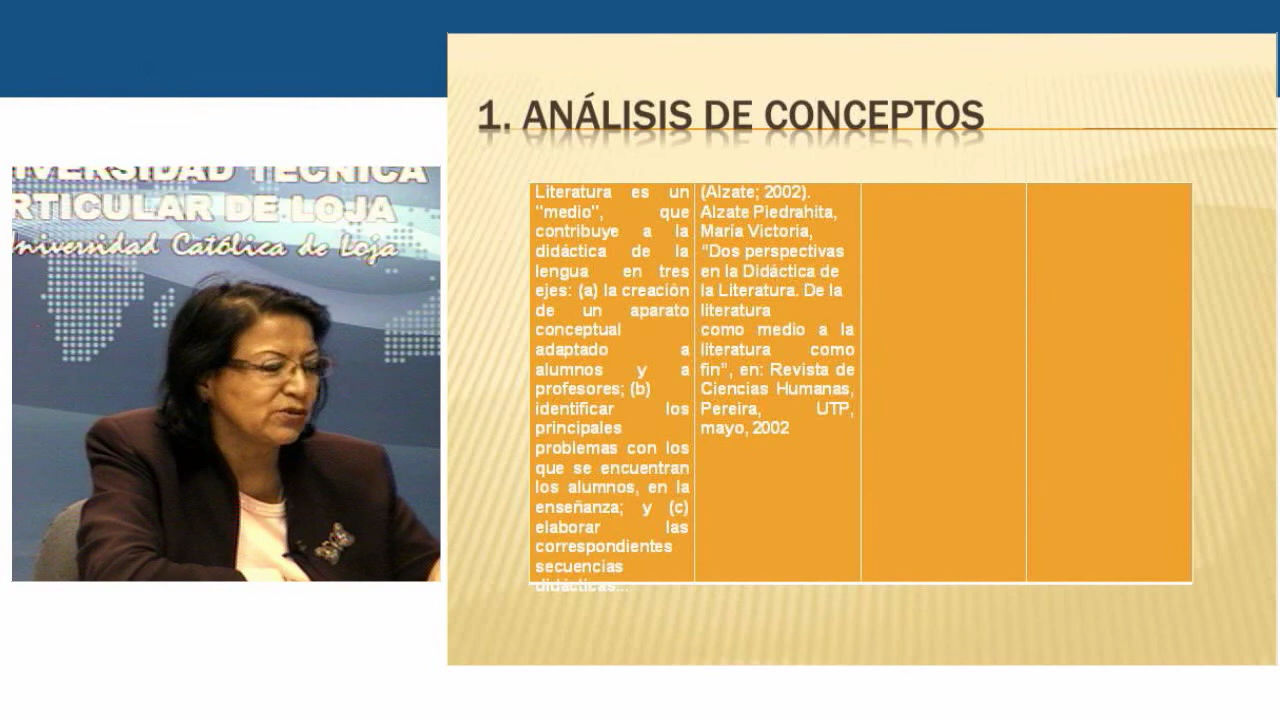 1. ANÁLISIS DE CONCEPTOS
IVERSIDAD TÉCNICA
RTICULAR DE LOJA
Universidad Católica de Loja
Literatura es un
"medio", que
contribuye a la
didáctica de la
lengua en tres
ejes: (a) la creación
de un aparato
conceptual
adaptado a
alumnos y a
profesores; (b)
identificar los
principales
problemas con los
que se encuentran
los alumnos, en la
enseñanza; y (c)
elaborar las
correspondientes
secuencias
didácticas...
(Alzate; 2002).
Alzate Piedrahita,
María Victoria,
"Dos perspectivas
en la Didáctica de
la Literatura. De la
literatura
como medio a la
literatura como
fin", en: Revista de
Ciencias Humanas,
Pereira, UTP,
mayo, 2002